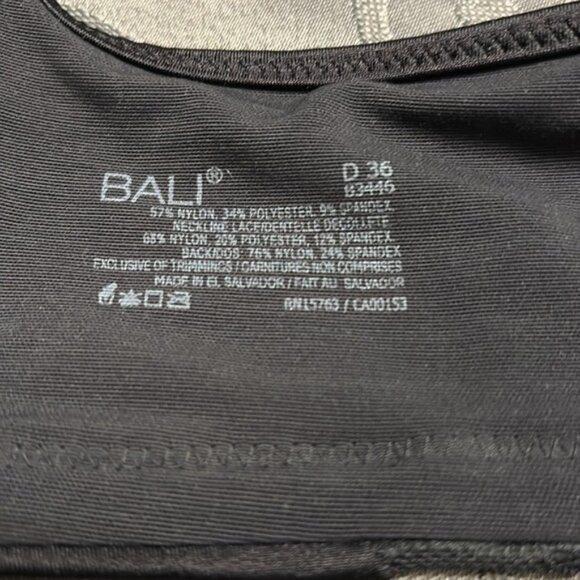 BALI®
D 36
B3446
57% NYLON, 34% POLYESTER, 9% SPANDEX
NECKLINE LACE/DENTELLE DÉCOLLETÉ
68% NYLON, 20% POLYESTER, 12% SPANDEX
BACK/DOS: 76% NYLON, 24% SPANDEX
EXCLUSIVE OF TRIMMINGS / GARNITURES NON COMPRISES
MADE IN EL SALVADOR / FAIT AU SALVADOR
RN15763 / CA00153